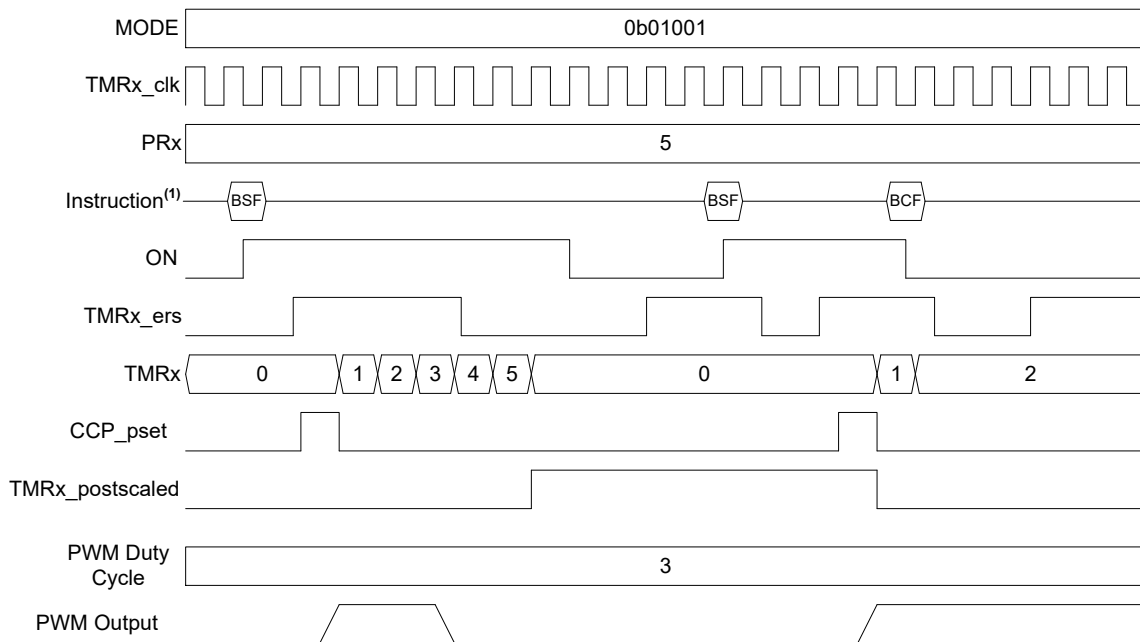 MODE 0b01001
TMRx_clk
PRx 5
Instruction(1) BSF BSF BCF
ON
TMRx_ers
TMRx 0 1 2 3 4 5 0 1 2
CCP_pset
TMRx_postscaled
PWM Duty
Cycle 3
PWM Output